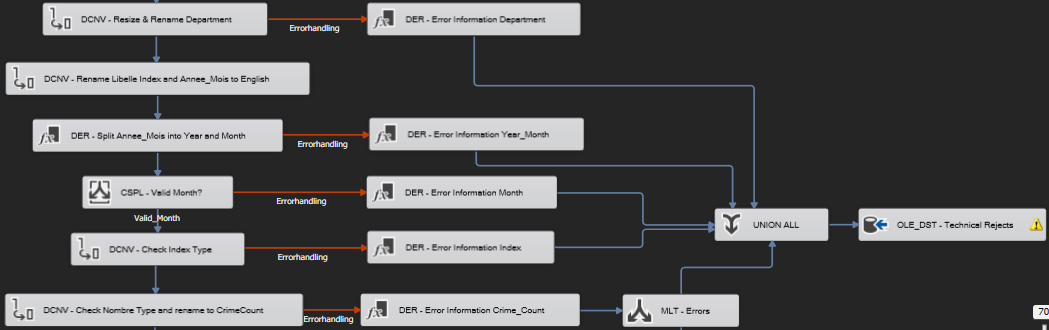 DCNV - Resize & Rename Department
Errorhandling
DER - Error Information Department
DCNV - Rename Libelle Index and Annee_Mois to English
DER - Split Annee_Mois into Year and Month
Errorhandling
DER - Error Information Year_Month
CSPL - Valid Month?
Errorhandling
DER - Error Information Month
Valid_Month
UNION ALL
OLE_DST - Technical Rejects
DCNV - Check Index Type
Errorhandling
DER - Error Information Index
DCNV - Check Nombre Type and rename to CrimeCount
Errorhandling
DER - Error Information Crime_Count
MLT - Errors
70